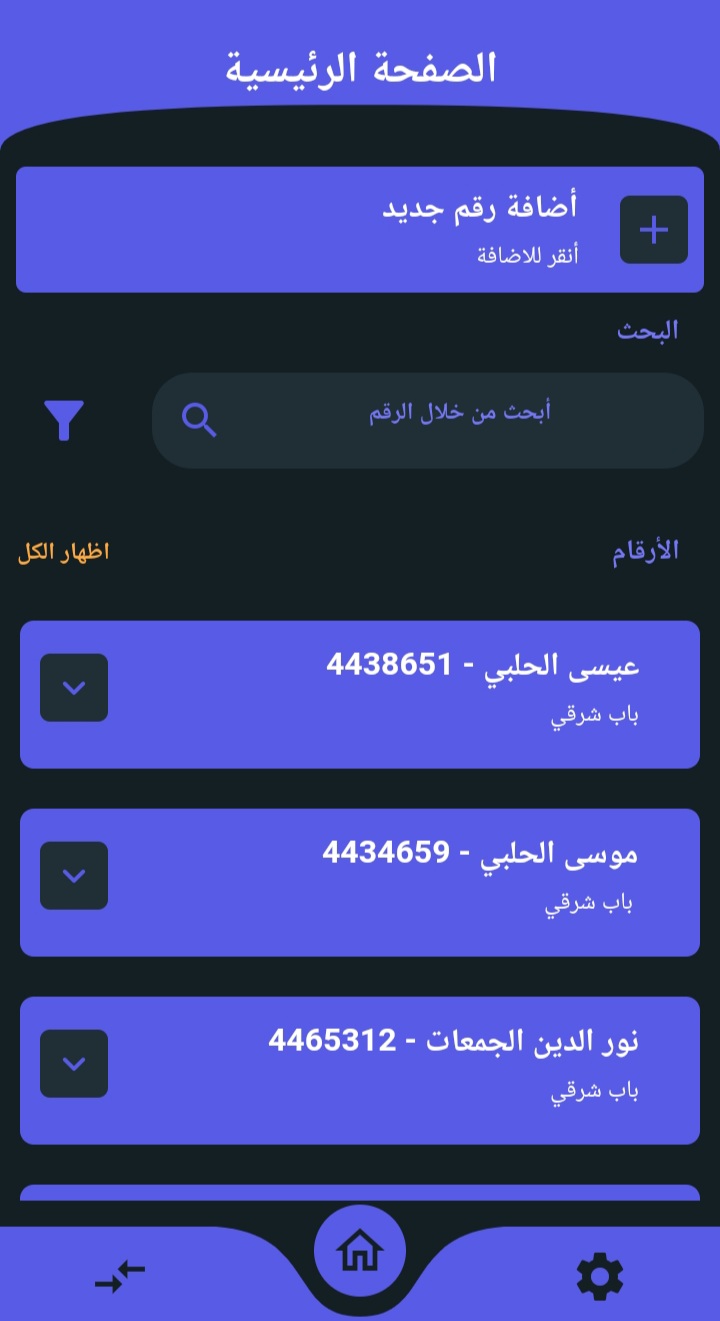 الصفحة الرئيسية
أضافة رقم جديد
أنقر للاضافة
البحث
أبحث من خلال الرقم
الأرقام
اظهار الكل
عيسى الحلبي - 4438651
باب شرقي
موسى الحلبي - 4434659
باب شرقي
نور الدين الجمعات - 4465312
باب شرقي